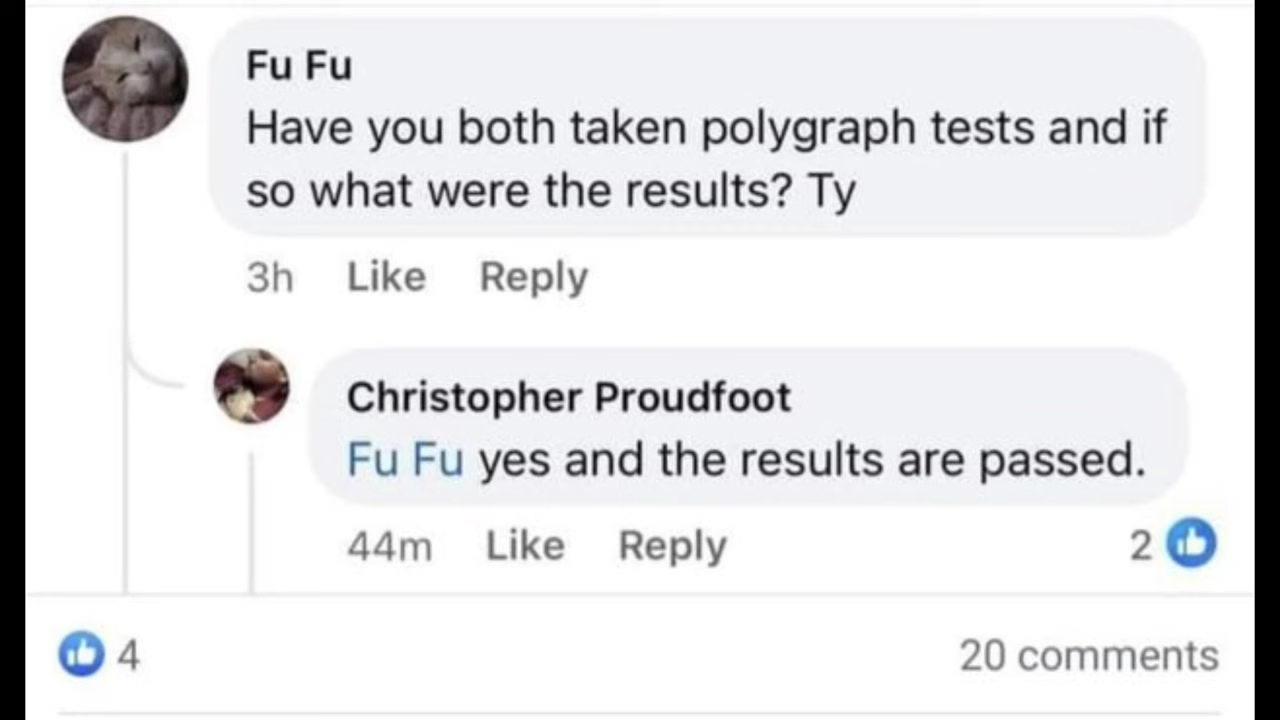 Fu Fu
Have you both taken polygraph tests and if
so what were the results? Ty
3h Like Reply
Christopher Proudfoot
Fu Fu yes and the results are passed.
44m Like Reply 2
4 20 comments